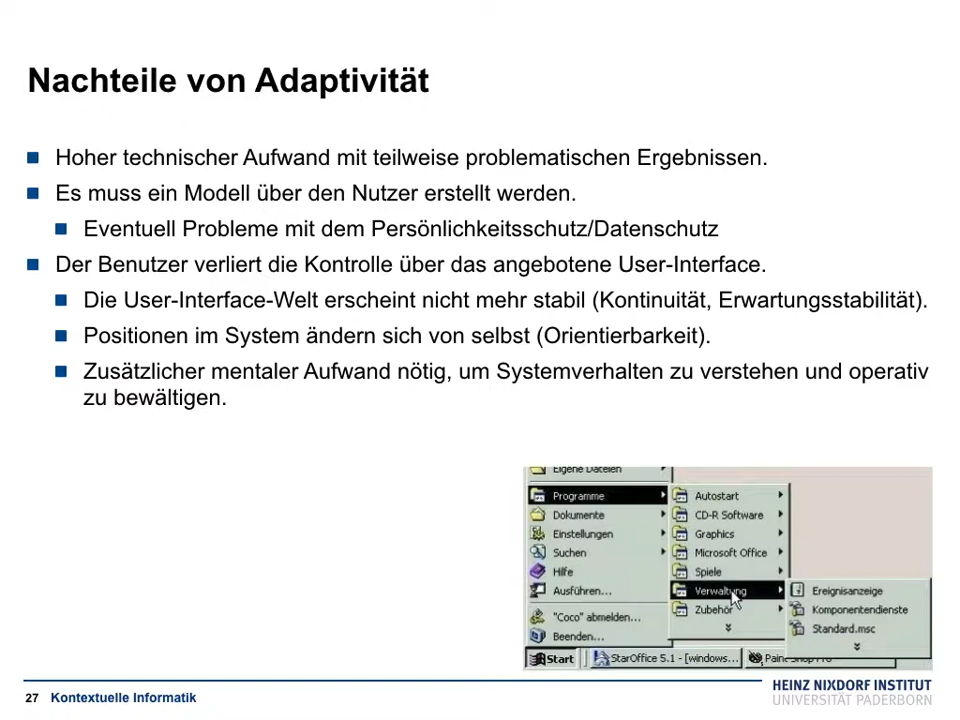 Nachteile von Adaptivität
Hoher technischer Aufwand mit teilweise problematischen Ergebnissen.
Es muss ein Modell über den Nutzer erstellt werden.
Eventuell Probleme mit dem Persönlichkeitsschutz/Datenschutz
Der Benutzer verliert die Kontrolle über das angebotene User-Interface.
Die User-Interface-Welt erscheint nicht mehr stabil (Kontinuität, Erwartungsstabilität).
Positionen im System ändern sich von selbst (Orientierbarkeit).
Zusätzlicher mentaler Aufwand nötig, um Systemverhalten zu verstehen und operativ
zu bewältigen.
Eigene Dateien
Programme
Dokumente
Einstellungen
Suchen
Hilfe
Ausführen...
"Coco" abmelden...
Beenden...
Autostart
CD-R Software
Graphics
Microsoft Office
Spiele
Verwaltung
Zubehör
Ereignisanzeige
Komponentendienste
Standard.msc
Start
StarOffice 5.1 - [windows...
Paint Shop Pro
27 Kontextuelle Informatik
HEINZ NIXDORF INSTITUT
UNIVERSITÄT PADERBORN